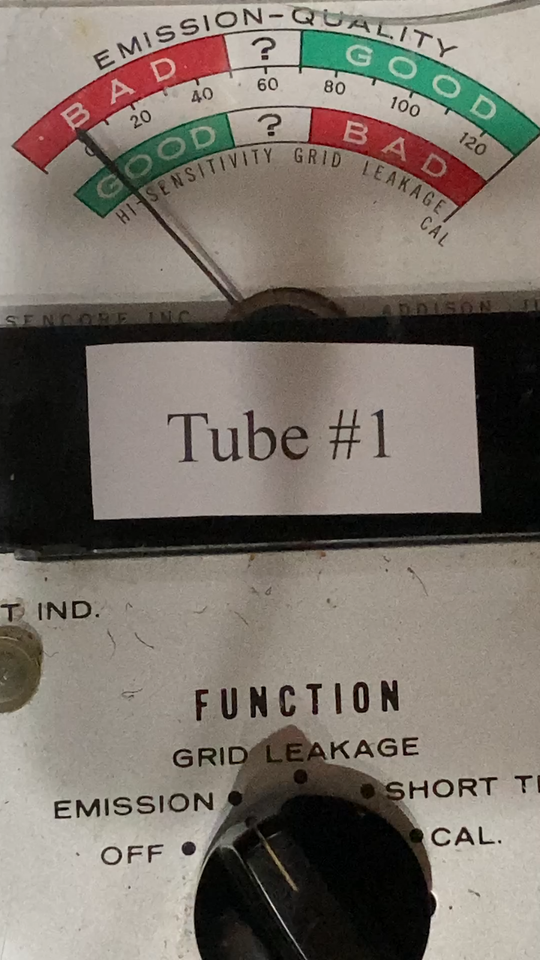 EMISSION-QUALITY
BAD ? GOOD
0 20 40 60 80 100 120
GOOD ? BAD
HI-SENSITIVITY GRID LEAKAGE
CAL
SENCORE INC ADDISON
Tube #1
T IND.
FUNCTION
GRID LEAKAGE
EMISSION SHORT
OFF CAL.